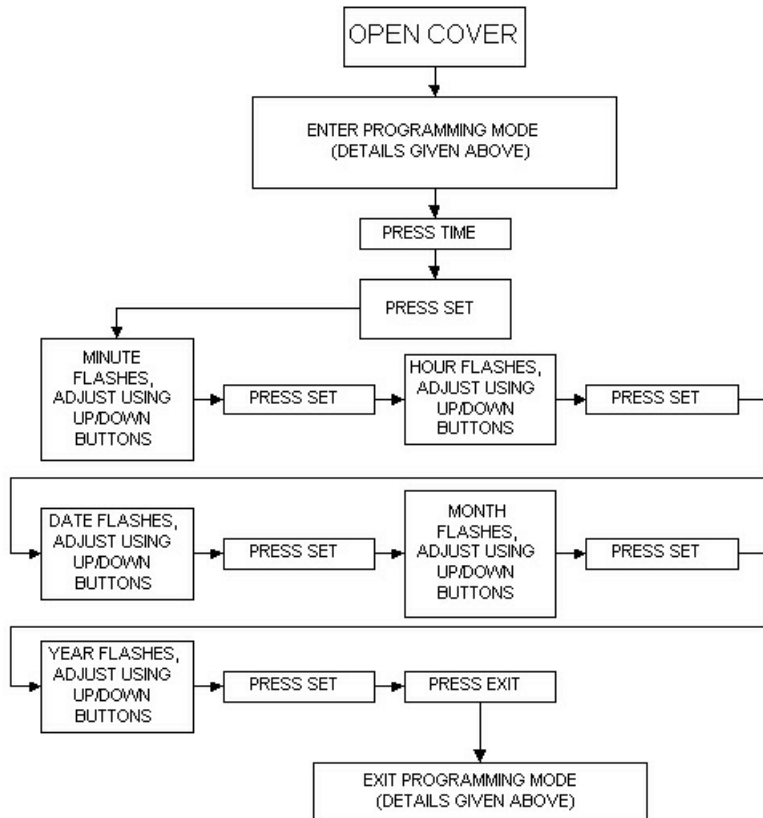 OPEN COVER
ENTER PROGRAMMING MODE
(DETAILS GIVEN ABOVE)
PRESS TIME
PRESS SET
MINUTE
FLASHES,
ADJUST USING
UP/DOWN
BUTTONS
PRESS SET
HOUR FLASHES,
ADJUST USING
UP/DOWN
BUTTONS
PRESS SET
DATE FLASHES,
ADJUST USING
UP/DOWN
BUTTONS
PRESS SET
MONTH
FLASHES,
ADJUST USING
UP/DOWN
BUTTONS
PRESS SET
YEAR FLASHES,
ADJUST USING
UP/DOWN
BUTTONS
PRESS SET
PRESS EXIT
EXIT PROGRAMMING MODE
(DETAILS GIVEN ABOVE)